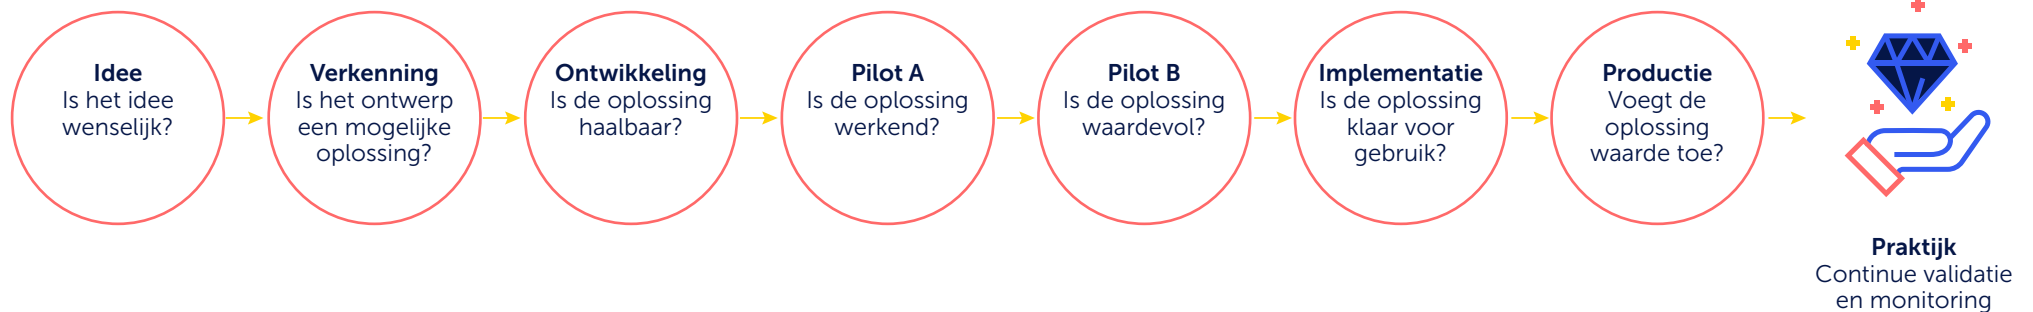 Idee
Is het idee
wenselijk?
Verkenning
Is het ontwerp
een mogelijke
oplossing?
Ontwikkeling
Is de oplossing
haalbaar?
Pilot A
Is de oplossing
werkend?
Pilot B
Is de oplossing
waardevol?
Implementatie
Is de oplossing
klaar voor
gebruik?
Productie
Voegt de
oplossing
waarde toe?
Praktijk
Continue validatie
en monitoring